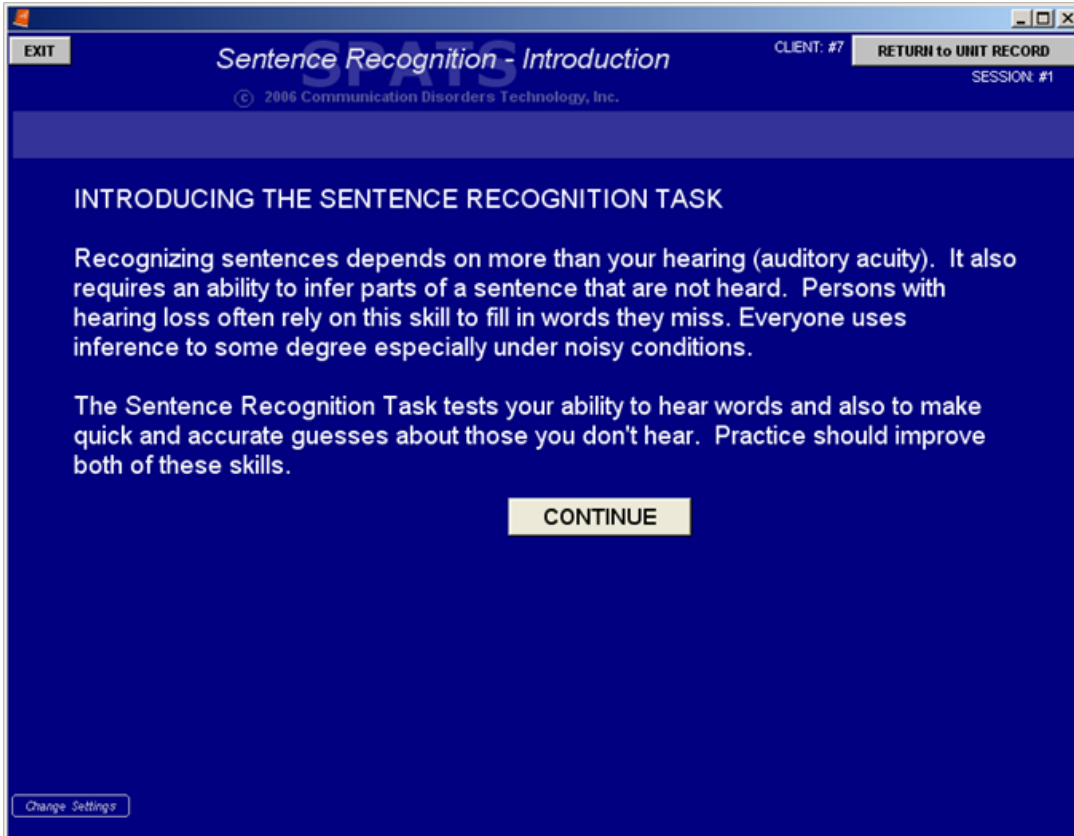 EXIT
SPATS
Sentence Recognition - Introduction
CLIENT: #7
RETURN to UNIT RECORD
SESSION: #1
© 2006 Communication Disorders Technology, Inc.
INTRODUCING THE SENTENCE RECOGNITION TASK
Recognizing sentences depends on more than your hearing (auditory acuity).  It also
requires an ability to infer parts of a sentence that are not heard.  Persons with
hearing loss often rely on this skill to fill in words they miss. Everyone uses
inference to some degree especially under noisy conditions.
The Sentence Recognition Task tests your ability to hear words and also to make
quick and accurate guesses about those you don't hear.  Practice should improve
both of these skills.
CONTINUE
Change Settings